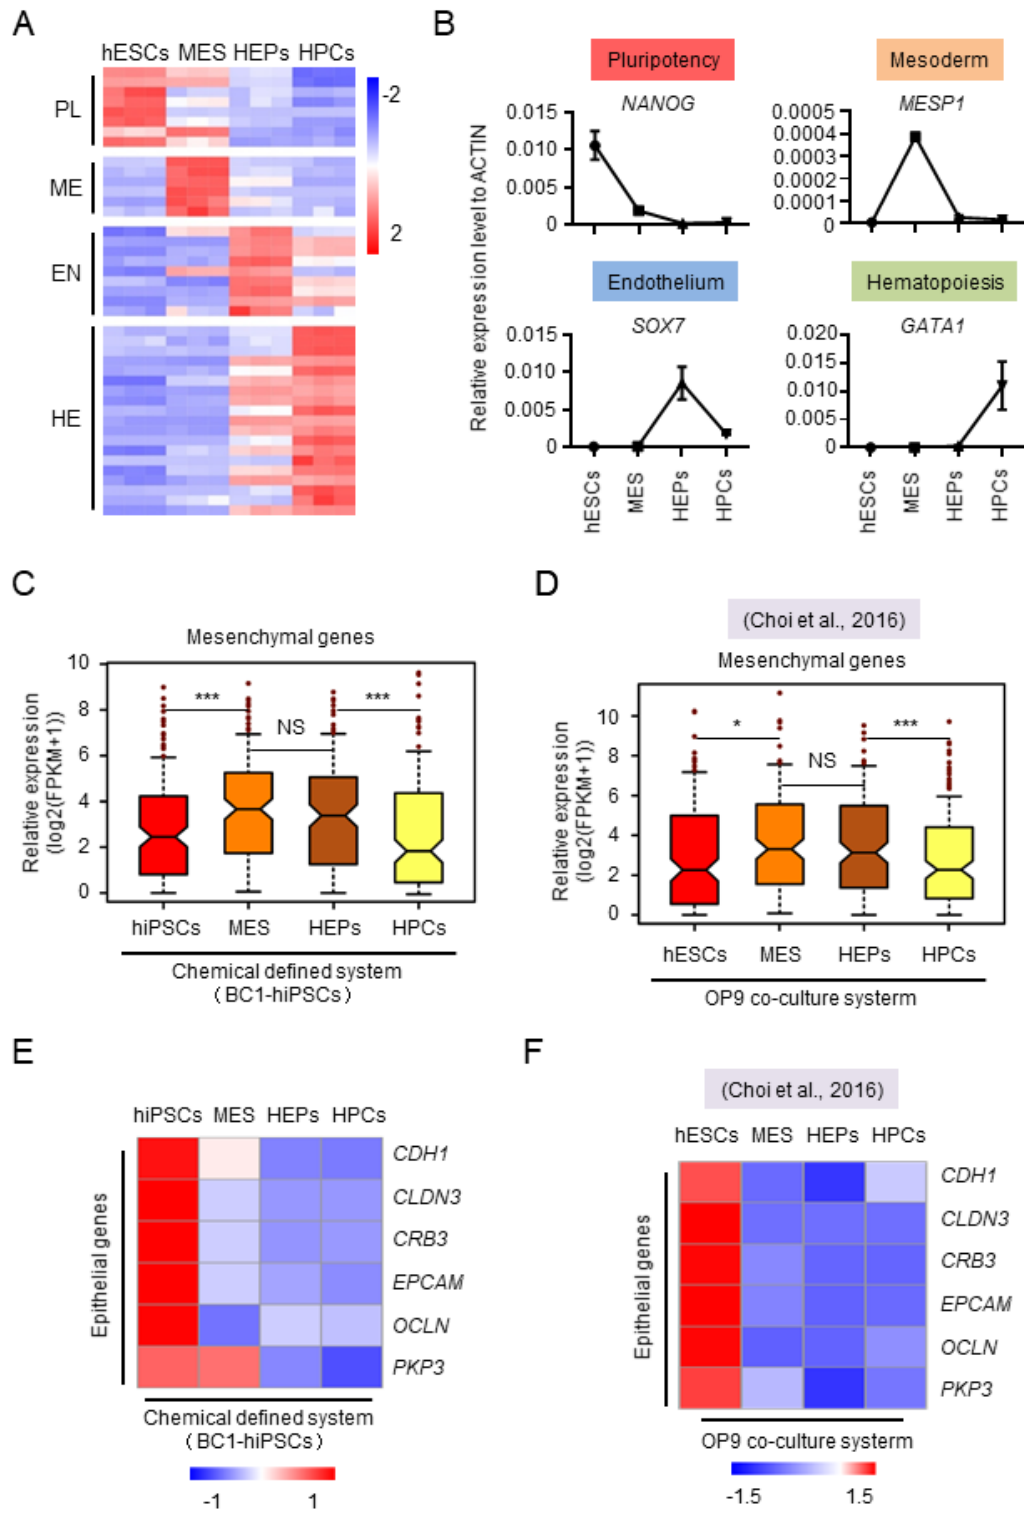 A
hESCs MES HEPs HPCs
PL
ME
EN
HE
-2
2
B
Relative expression level to ACTIN
Pluripotency
NANOG
0.015
0.010
0.005
0
Mesoderm
MESP1
0.0005
0.0004
0.0003
0.0002
0.0001
0
Endothelium
SOX7
0.015
0.010
0.005
0
hESCs
MES
HEPs
HPCs
Hematopoiesis
GATA1
0.020
0.015
0.010
0.005
0
hESCs
MES
HEPs
HPCs
C
Mesenchymal genes
Relative expression
(log2(FPKM+1))
10
8
6
4
2
0
***
NS
***
hiPSCs MES HEPs HPCs
Chemical defined system
(BC1-hiPSCs)
D
(Choi et al., 2016)
Mesenchymal genes
Relative expression
(log2(FPKM+1))
10
8
6
4
2
0
*
NS
***
hESCs MES HEPs HPCs
OP9 co-culture systerm
E
hiPSCs MES HEPs HPCs
Epithelial genes
CDH1
CLDN3
CRB3
EPCAM
OCLN
PKP3
Chemical defined system
(BC1-hiPSCs)
-1 1
F
(Choi et al., 2016)
hESCs MES HEPs HPCs
Epithelial genes
CDH1
CLDN3
CRB3
EPCAM
OCLN
PKP3
OP9 co-culture systerm
-1.5 1.5